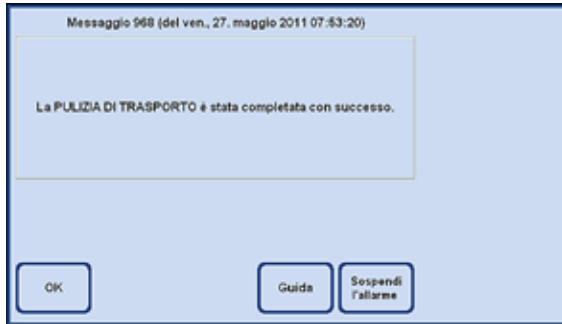 Messaggio 968 (del ven., 27. maggio 2011 07:53:20)
La PULIZIA DI TRASPORTO è stata completata con successo.
OK
Guida
Sospendi
l'allarme